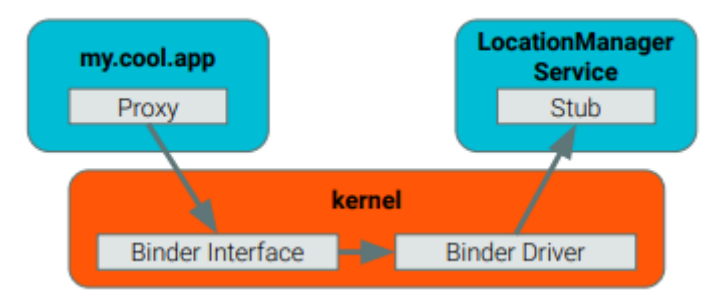 my.cool.app
Proxy
LocationManager
Service
Stub
kernel
Binder Interface
Binder Driver